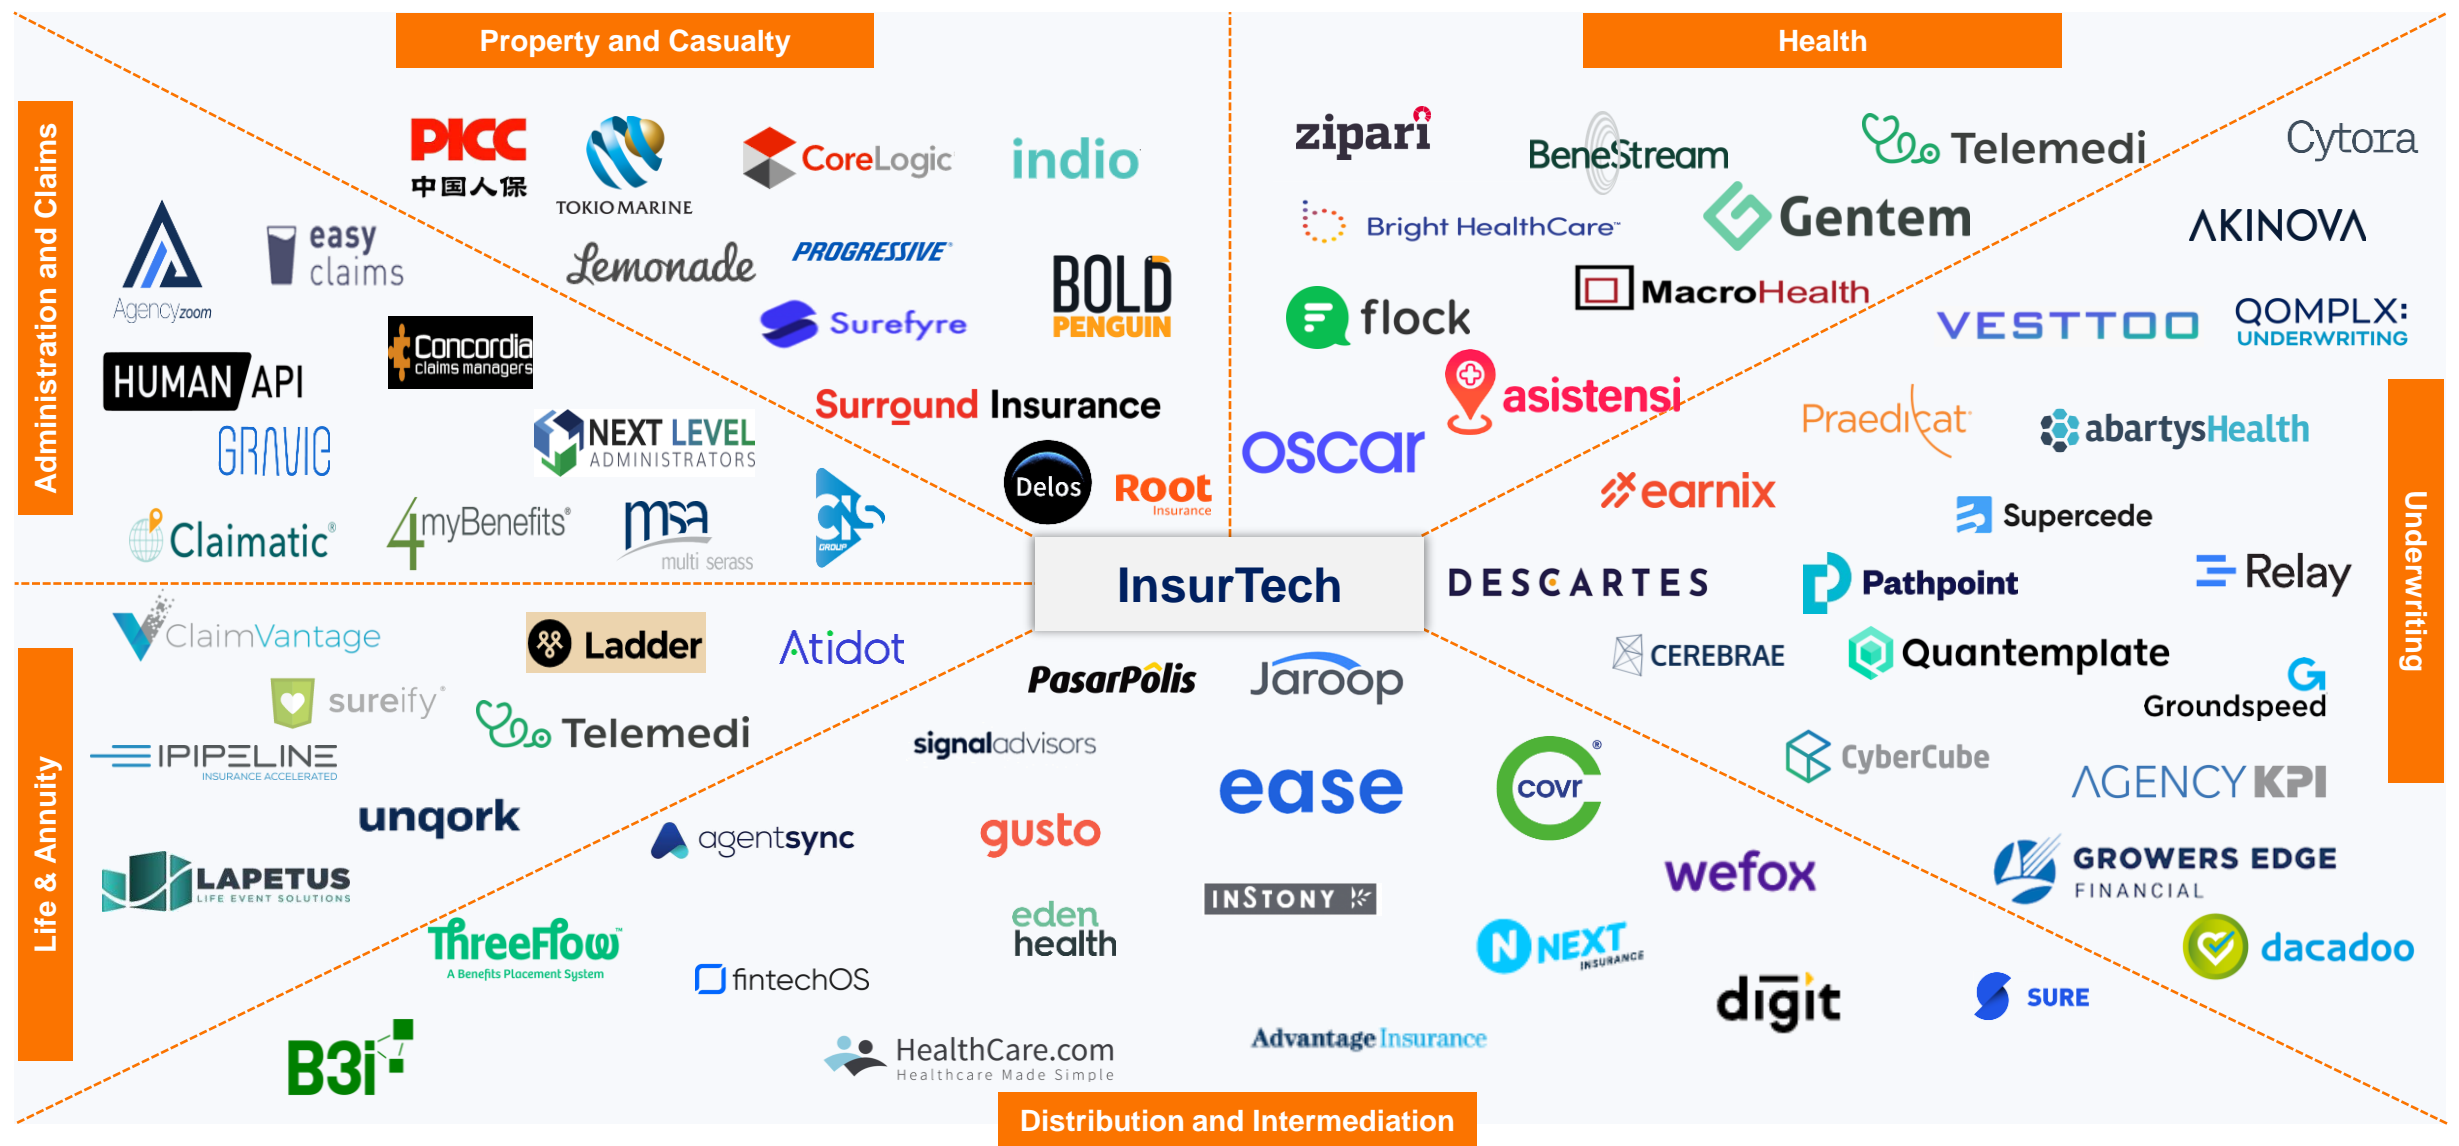 Property and Casualty
Health
Administration and Claims
PICC
中国人保
TOKIO MARINE
CoreLogic
indio
Lemonade
PROGRESSIVE®
Surefyre
BOLD
PENGUIN
Surround Insurance
Delos
Root
Insurance
Agencyzoom
easy
claims
HUMAN/API
Concordia
claims managers
GRAVIE
NEXT LEVEL
ADMINISTRATORS
Claimatic®
4myBenefits®
msa
multi serass
CNS
GROUP
zipari
BeneStream
Telemedi
Bright HealthCare™
Gentem
flock
MacroHealth
asistensi
oscar
Cytora
AKINOVA
VESTTOO
QOMPLX:
UNDERWRITING
Praedicat
abartysHealth
earnix
Supercede
DESCARTES
Pathpoint
Relay
CEREBRAE
Quantemplate
Groundspeed
CyberCube
AGENCY KPI
GROWERS EDGE
FINANCIAL
dacadoo
Underwriting
InsurTech
Life & Annuity
ClaimVantage
Ladder
Atidot
sureify®
Telemedi
IPIPELINE
INSURANCE ACCELERATED
unqork
LAPETUS
LIFE EVENT SOLUTIONS
PasarPolis
Jaroop
signaladvisors
ease
covr®
agentsync
gusto
wefox
INSTONY
eden
health
ThreeFlow™
A Benefits Placement System
fintechOS
N NEXT
INSURANCE
digit
SURE
B3i
HealthCare.com
Healthcare Made Simple
Advantage Insurance
Distribution and Intermediation